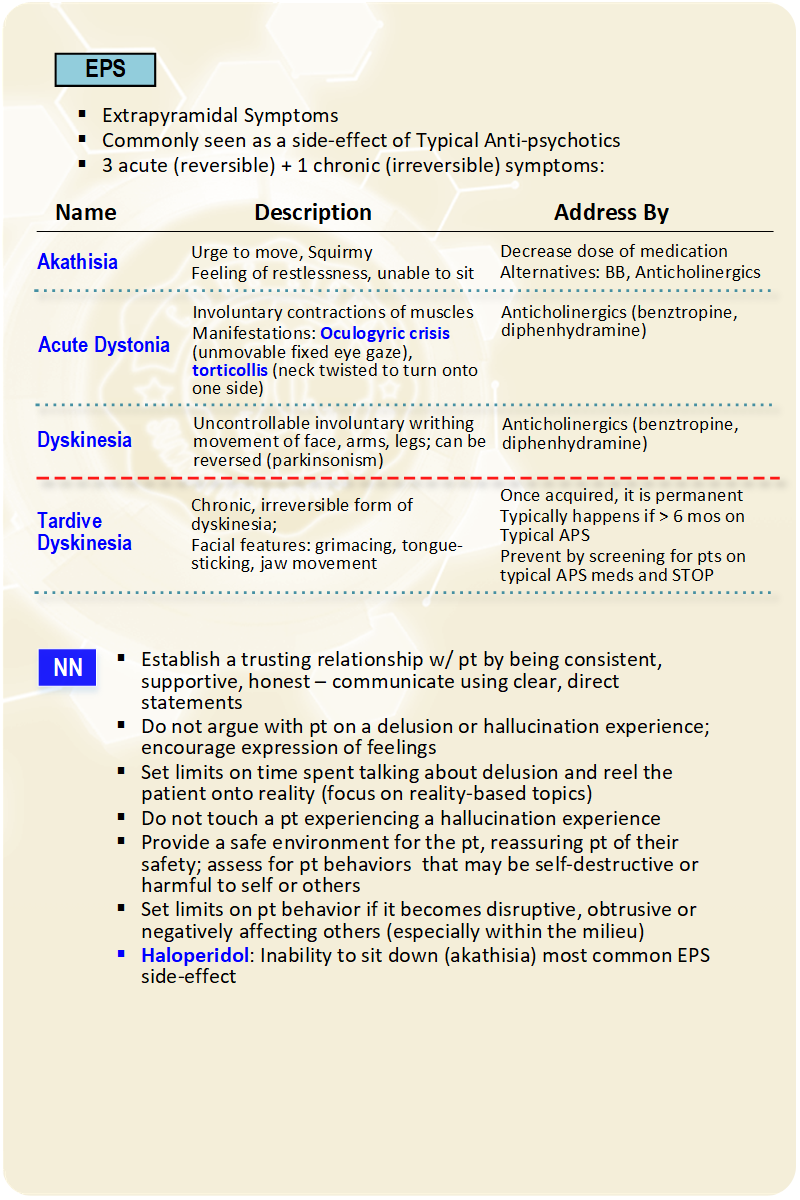 EPS
▪ Extrapyramidal Symptoms
▪ Commonly seen as a side-effect of Typical Anti-psychotics
▪ 3 acute (reversible) + 1 chronic (irreversible) symptoms:
Name Description Address By
Akathisia
Urge to move, Squirmy
Feeling of restlessness, unable to sit
Decrease dose of medication
Alternatives: BB, Anticholinergics
Acute Dystonia
Involuntary contractions of muscles
Manifestations: Oculogyric crisis
(unmovable fixed eye gaze),
torticollis (neck twisted to turn onto
one side)
Anticholinergics (benztropine,
diphenhydramine)
Dyskinesia
Uncontrollable involuntary writhing
movement of face, arms, legs; can be
reversed (parkinsonism)
Anticholinergics (benztropine,
diphenhydramine)
Tardive
Dyskinesia
Chronic, irreversible form of
dyskinesia;
Facial features: grimacing, tongue-
sticking, jaw movement
Once acquired, it is permanent
Typically happens if > 6 mos on
Typical APS
Prevent by screening for pts on
typical APS meds and STOP
NN
▪ Establish a trusting relationship w/ pt by being consistent,
supportive, honest – communicate using clear, direct
statements
▪ Do not argue with pt on a delusion or hallucination experience;
encourage expression of feelings
▪ Set limits on time spent talking about delusion and reel the
patient onto reality (focus on reality-based topics)
▪ Do not touch a pt experiencing a hallucination experience
▪ Provide a safe environment for the pt, reassuring pt of their
safety; assess for pt behaviors that may be self-destructive or
harmful to self or others
▪ Set limits on pt behavior if it becomes disruptive, obtrusive or
negatively affecting others (especially within the milieu)
▪ Haloperidol: Inability to sit down (akathisia) most common EPS
side-effect